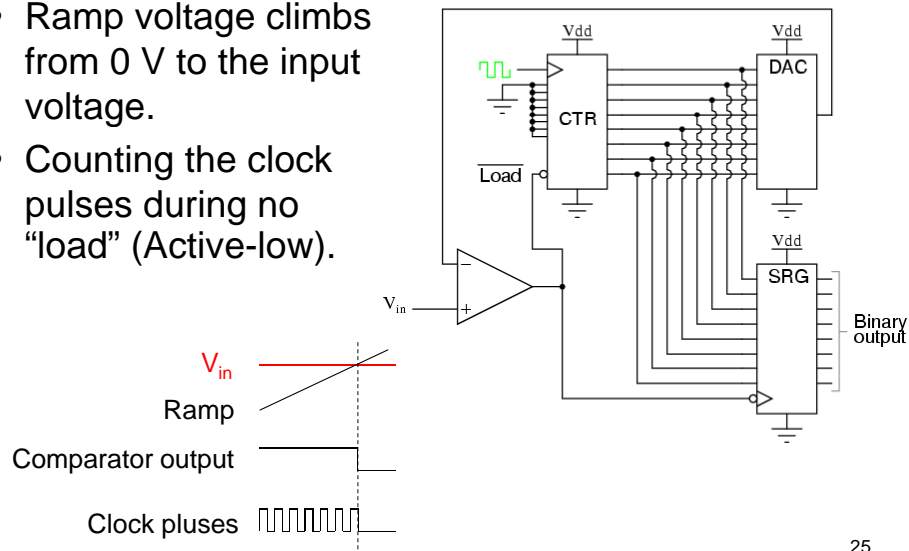 • Ramp voltage climbs
from 0 V to the input
voltage.
• Counting the clock
pulses during no
“load” (Active-low).
Vdd
Vdd
DAC
CTR
Load
Vdd
SRG
Vin
Binary
output
Vin
Ramp
Comparator output
Clock pluses
25